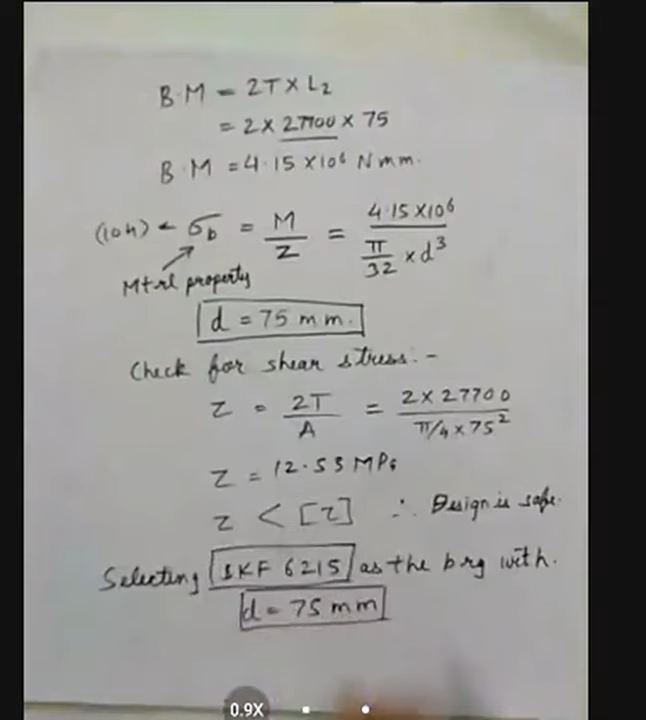 B.M = 2T X L2
= 2 X 27700 X 75
B.M = 4.15 X10⁶ N mm.
(104) ← σb = M/Z = 4.15 X10⁶ / π/32 x d³
Mtrl property
d = 75 mm.
Check for shear stress:-
τ = 2T/A = 2 X 27700 / π/4 x 75²
τ = 12.53 MPa
τ < [τ] ∴ Design is safe.
Selecting SKF 6215 as the brg with.
d = 75 mm
0.9X